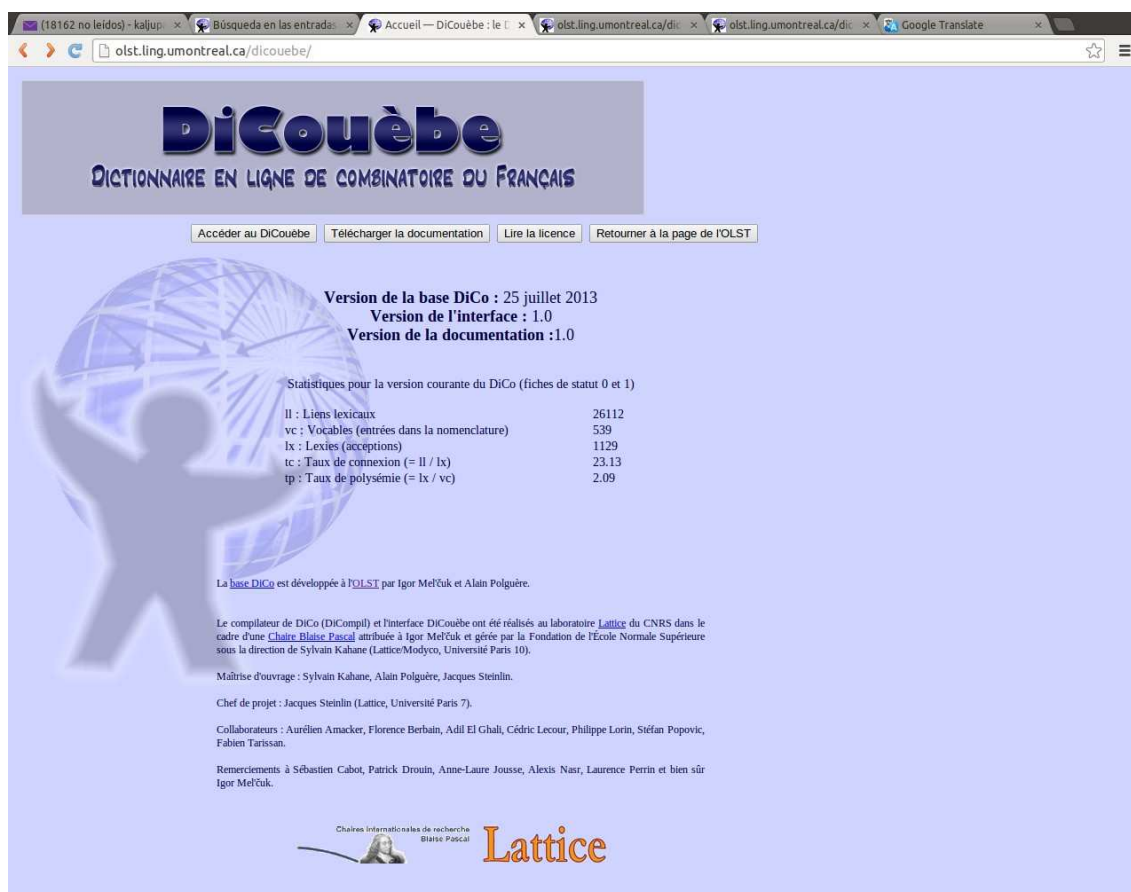 (18162 no leídos) - kaljup
Búsqueda en las entradas
Accueil — DiCouèbe : le D
olst.ling.umontreal.ca/dic
olst.ling.umontreal.ca/dic
Google Translate
olst.ling.umontreal.ca/dicouebe/
DiCouèbe
DICTIONNAIRE EN LIGNE DE COMBINATOIRE DU FRANÇAIS
Accéder au DiCouèbe
Télécharger la documentation
Lire la licence
Retourner à la page de l'OLST
Version de la base DiCo : 25 juillet 2013
Version de l'interface : 1.0
Version de la documentation :1.0
Statistiques pour la version courante du DiCo (fiches de statut 0 et 1)
ll : Liens lexicaux 26112
vc : Vocables (entrées dans la nomenclature) 539
lx : Lexies (acceptions) 1129
tc : Taux de connexion (= ll / lx) 23.13
tp : Taux de polysémie (= lx / vc) 2.09
La base DiCo est développée à l'OLST par Igor Mel'čuk et Alain Polguère.
Le compilateur de DiCo (DiCompil) et l'interface DiCouèbe ont été réalisés au laboratoire Lattice du CNRS dans le
cadre d'une Chaire Blaise Pascal attribuée à Igor Mel'čuk et gérée par la Fondation de l'École Normale Supérieure
sous la direction de Sylvain Kahane (Lattice/Modyco, Université Paris 10).
Maîtrise d'ouvrage : Sylvain Kahane, Alain Polguère, Jacques Steinlin.
Chef de projet : Jacques Steinlin (Lattice, Université Paris 7).
Collaborateurs : Aurélien Amacker, Florence Berbain, Adil El Ghali, Cédric Lecour, Philippe Lorin, Stéfan Popovic,
Fabien Tarissan.
Remerciements à Sébastien Cabot, Patrick Drouin, Anne-Laure Jousse, Alexis Nasr, Laurence Perrin et bien sûr
Igor Mel'čuk.
Chaires internationales de recherche
Blaise Pascal
Lattice